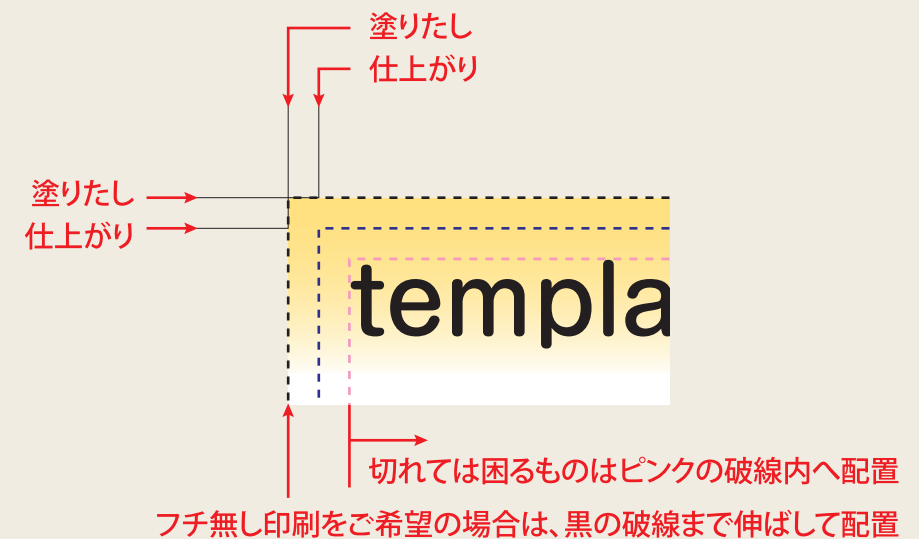 塗りたし
仕上がり
塗りたし
仕上がり
templa
切れては困るものはピンクの破線内へ配置
フチ無し印刷をご希望の場合は、黒の破線まで伸ばして配置